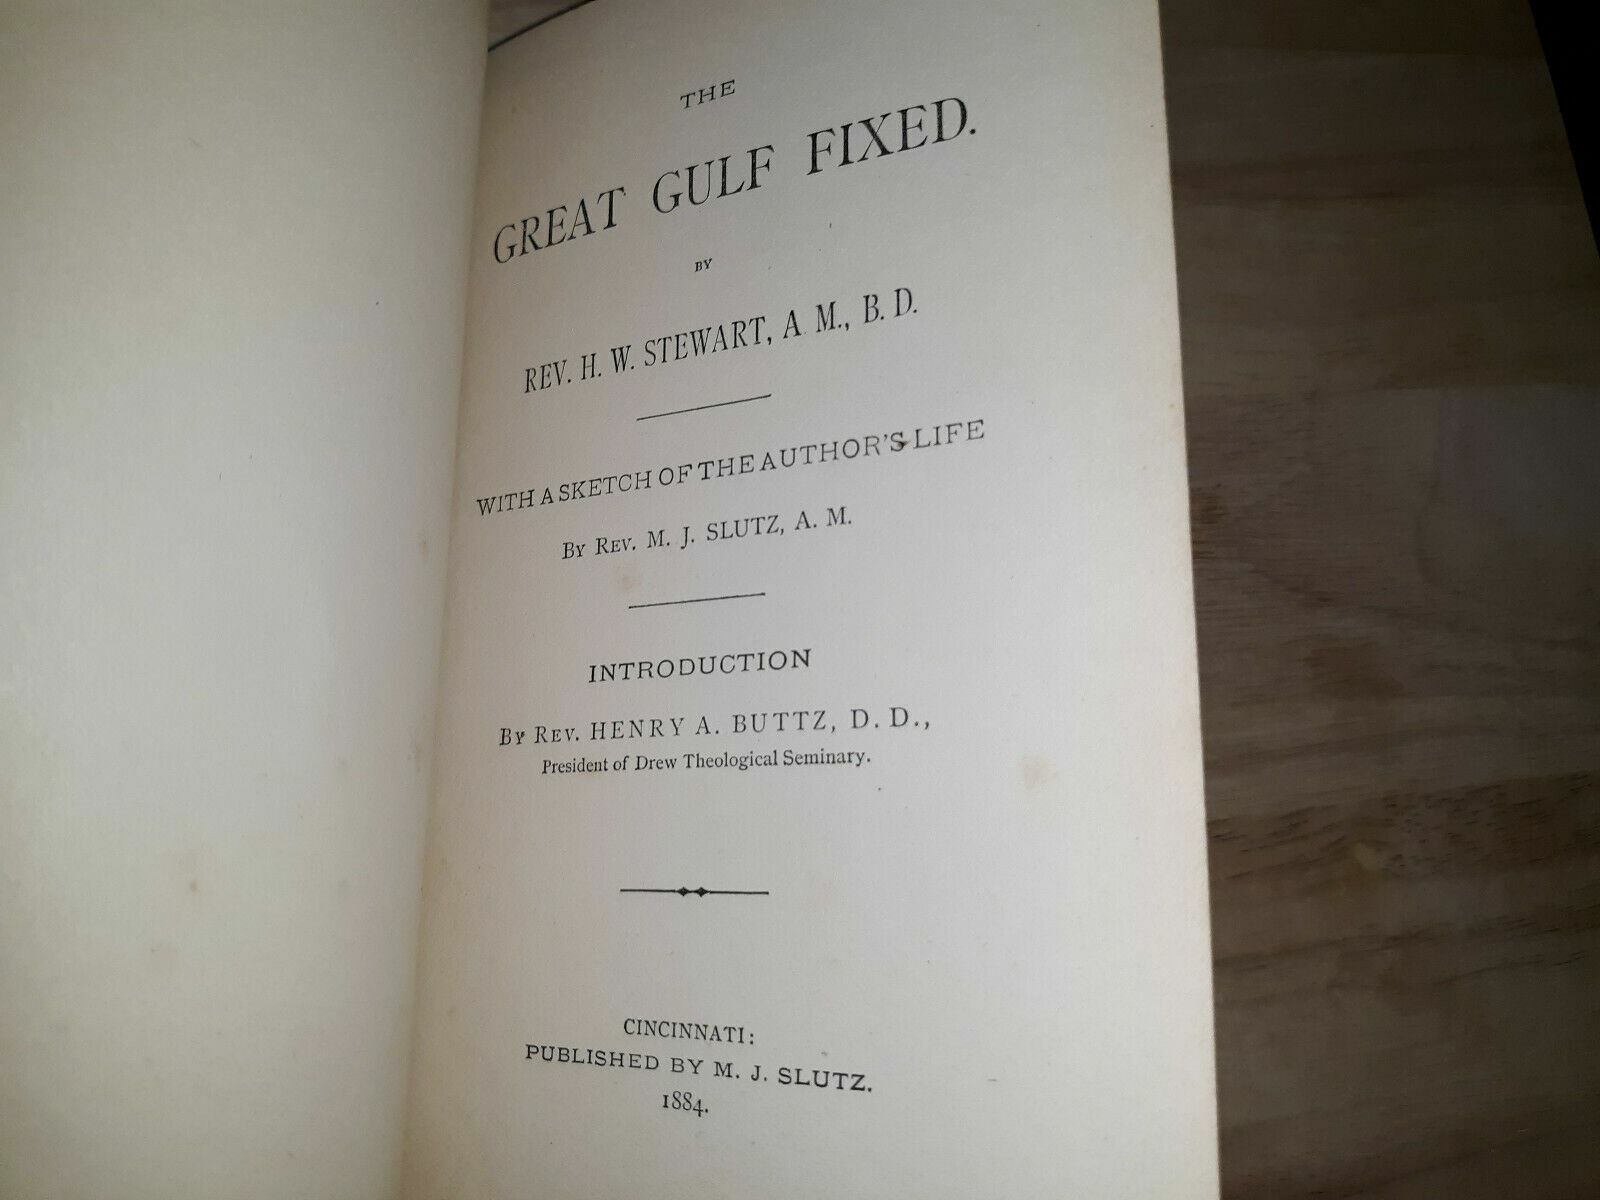 THE
GREAT GULF FIXED.
BY
REV. H. W. STEWART, A M., B. D.
WITH A SKETCH OF THE AUTHOR'S LIFE
BY REV. M. J. SLUTZ, A. M.
INTRODUCTION
BY REV. HENRY A. BUTTZ, D. D.,
President of Drew Theological Seminary.
CINCINNATI:
PUBLISHED BY M. J. SLUTZ.
1884.